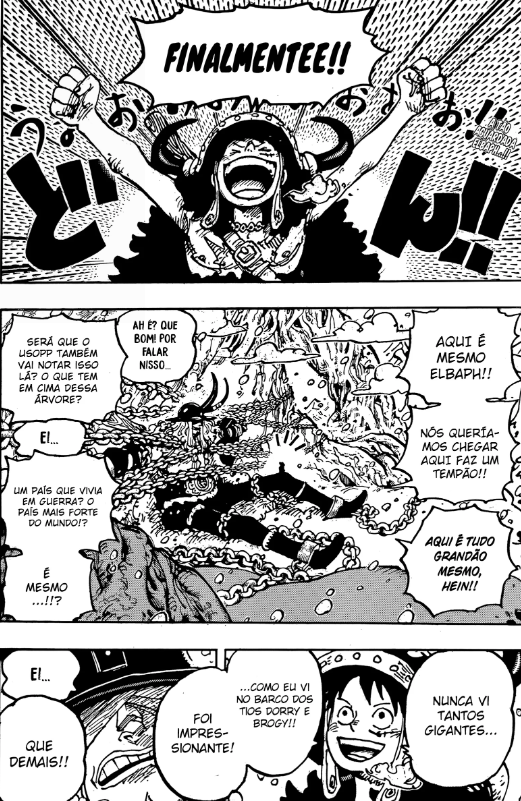 FINALMENTEE!!
うおおおお!!
どん!!
AQUI É
MESMO
ELBAPH!!
NÓS QUERÍA-
MOS CHEGAR
AQUI FAZ UM
TEMPÃO!!
AQUI É TUDO
GRANDÃO
MESMO,
HEIN!!
AH É? QUE
BOM! POR
FALAR
NISSO...
SERÁ QUE O
USOPP TAMBÉM
VAI NOTAR ISSO
LÁ? O QUE TEM
EM CIMA DESSA
ÁRVORE?
EI...
UM PAÍS QUE VIVIA
EM GUERRA? O
PAÍS MAIS FORTE
DO MUNDO!?
É
MESMO
...!!?
NUNCA VI
TANTOS
GIGANTES...
...COMO EU VI
NO BARCO DOS
TIOS DORRY E
BROGY!!
FOI
IMPRES-
SIONANTE!
EI...
QUE
DEMAIS!!